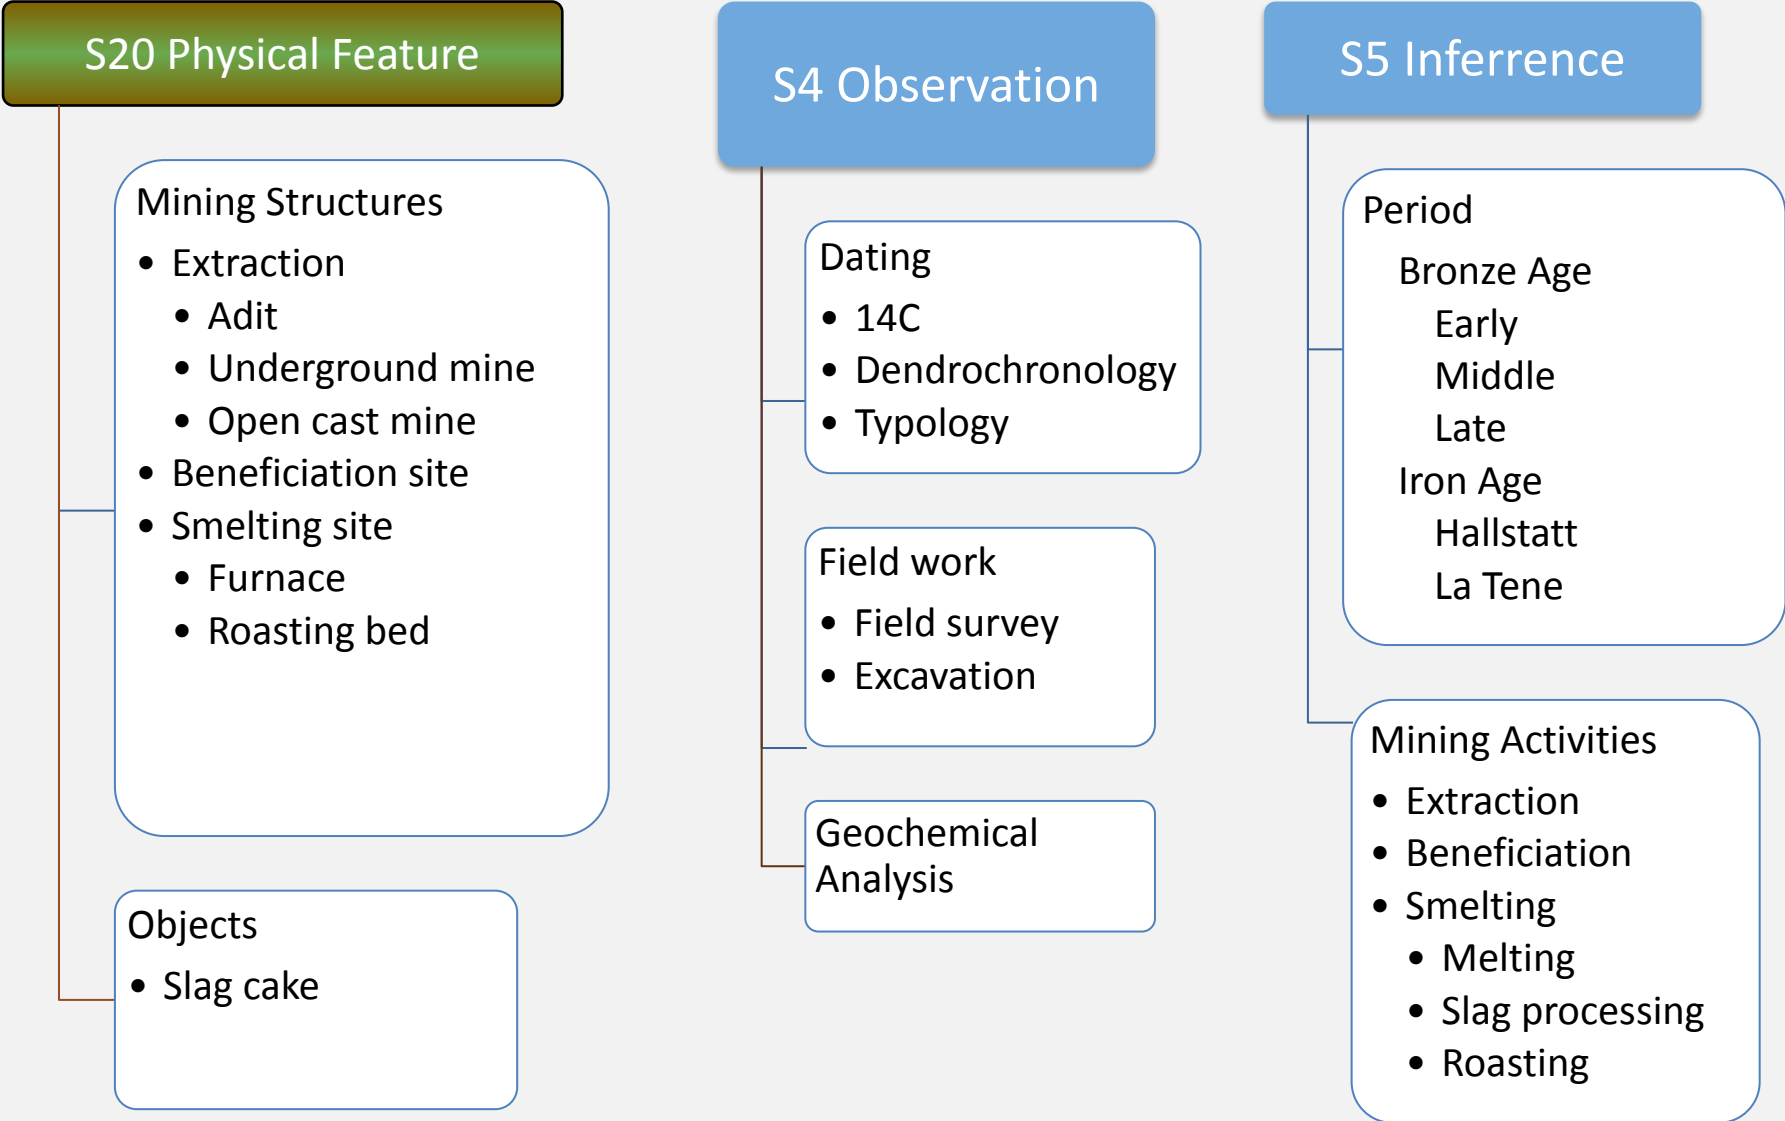 S20 Physical Feature
Mining Structures
• Extraction
• Adit
• Underground mine
• Open cast mine
• Beneficiation site
• Smelting site
• Furnace
• Roasting bed
Objects
• Slag cake
S4 Observation
Dating
• 14C
• Dendrochronology
• Typology
Field work
• Field survey
• Excavation
Geochemical
Analysis
S5 Inferrence
Period
Bronze Age
Early
Middle
Late
Iron Age
Hallstatt
La Tene
Mining Activities
• Extraction
• Beneficiation
• Smelting
• Melting
• Slag processing
• Roasting